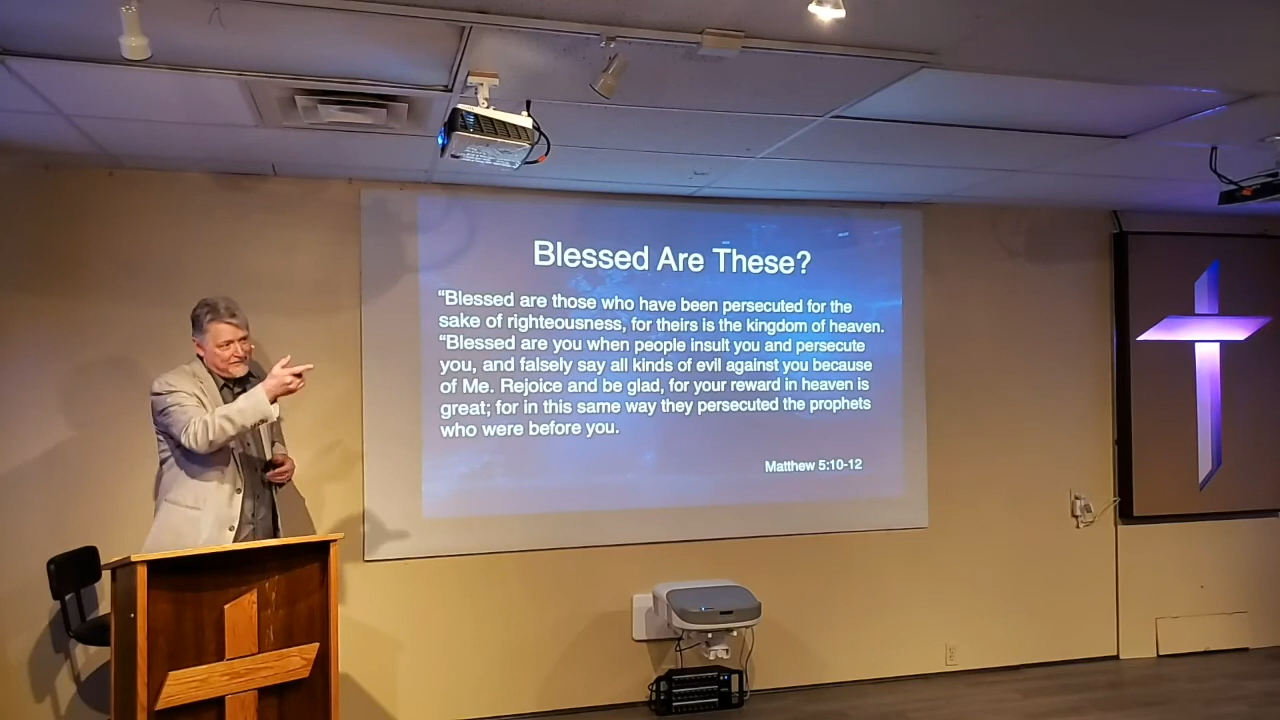 Blessed Are These?
“Blessed are those who have been persecuted for the
sake of righteousness, for theirs is the kingdom of heaven.
“Blessed are you when people insult you and persecute
you, and falsely say all kinds of evil against you because
of Me. Rejoice and be glad, for your reward in heaven is
great; for in this same way they persecuted the prophets
who were before you.
Matthew 5:10-12